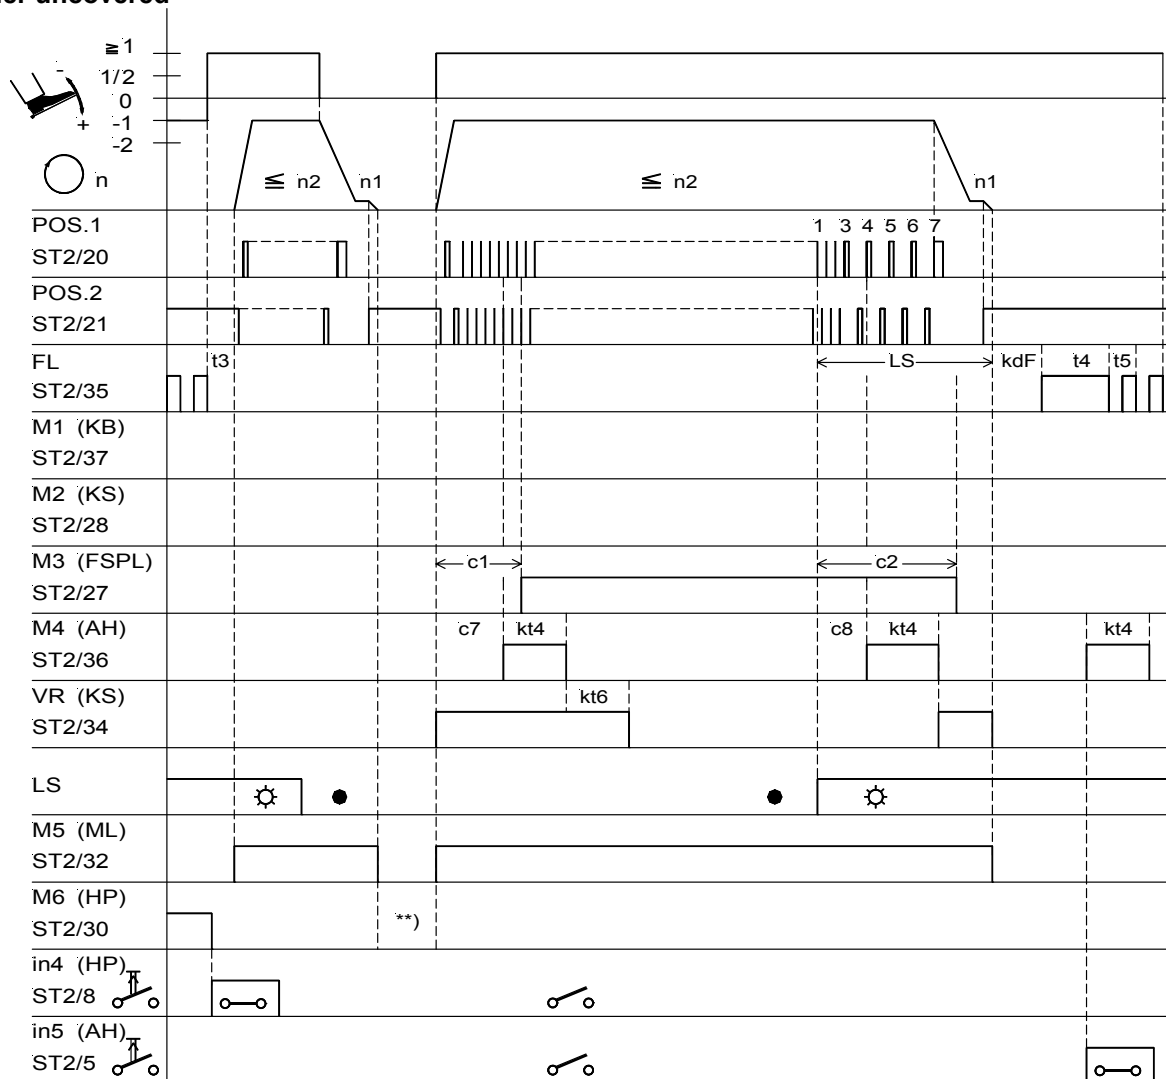 uncovered
≧ 1
1/2
-
0
+ -1
-2
n
≦ n2 n1 ≦ n2 n1
POS.1 1 3 4 5 6 7
ST2/20
POS.2
ST2/21
FL t3 LS kdF t4 t5
ST2/35
M1 (KB)
ST2/37
M2 (KS)
ST2/28
M3 (FSPL) c1 c2
ST2/27
M4 (AH) c7 kt4 c8 kt4 kt4
ST2/36
VR (KS) kt6
ST2/34
LS
M5 (ML)
ST2/32
M6 (HP)
ST2/30 **)
in4 (HP)
ST2/8
in5 (AH)
ST2/5